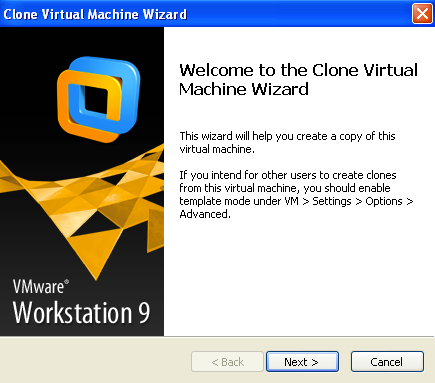 Clone Virtual Machine Wizard
Welcome to the Clone Virtual
Machine Wizard
This wizard will help you create a copy of this
virtual machine.
If you intend for other users to create clones
from this virtual machine, you should enable
template mode under VM > Settings > Options >
Advanced.
VMware®
Workstation 9
< Back
Next >
Cancel